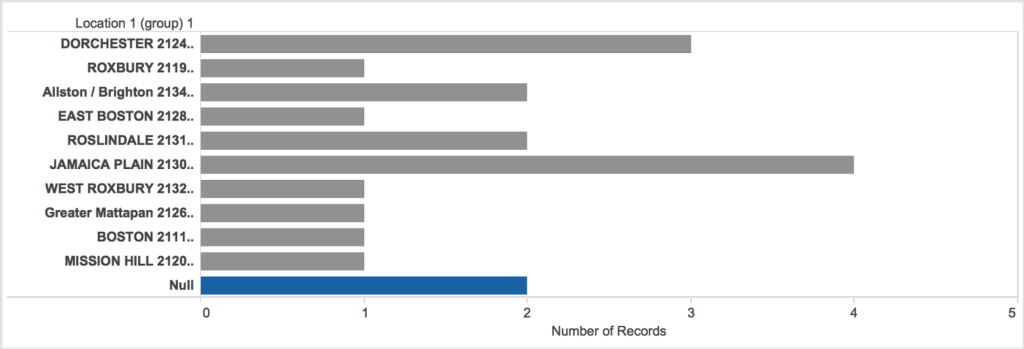 Location 1 (group) 1
DORCHESTER 2124..
ROXBURY 2119..
Allston / Brighton 2134..
EAST BOSTON 2128..
ROSLINDALE 2131..
JAMAICA PLAIN 2130..
WEST ROXBURY 2132..
Greater Mattapan 2126..
BOSTON 2111..
MISSION HILL 2120..
Null
0 1 2 3 4 5
Number of Records